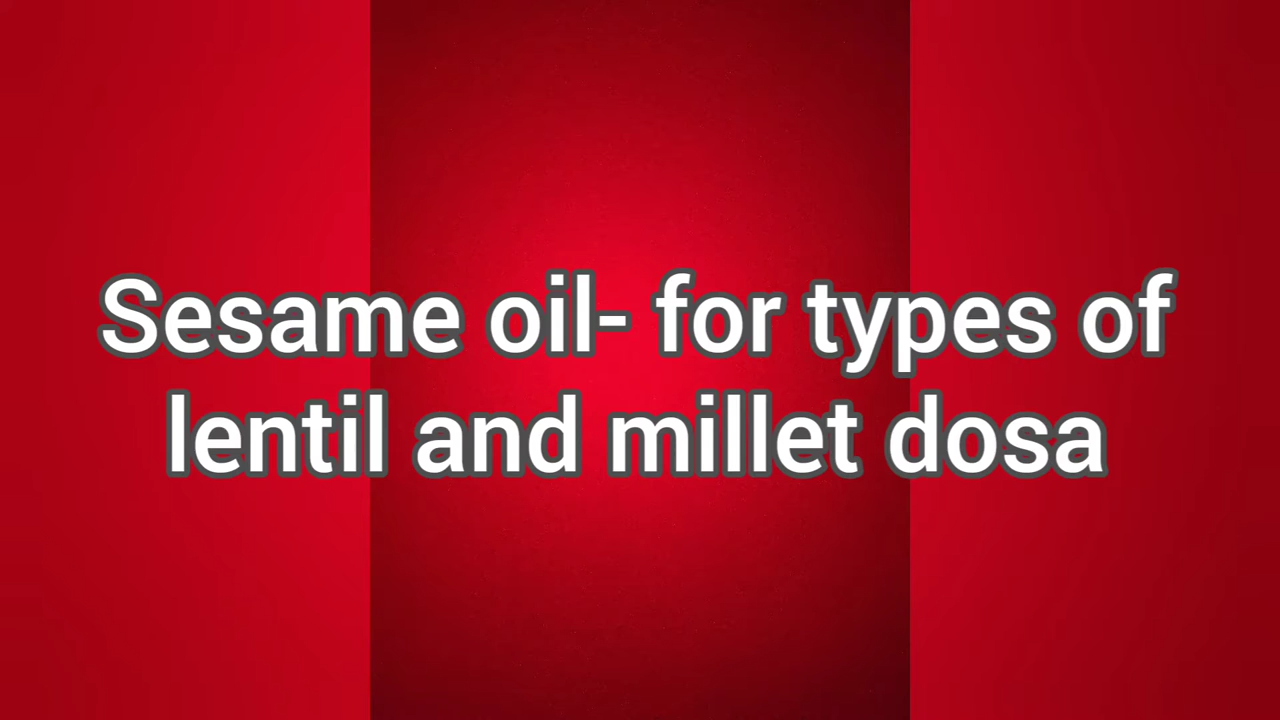 Sesame oil- for types of
lentil and millet dosa